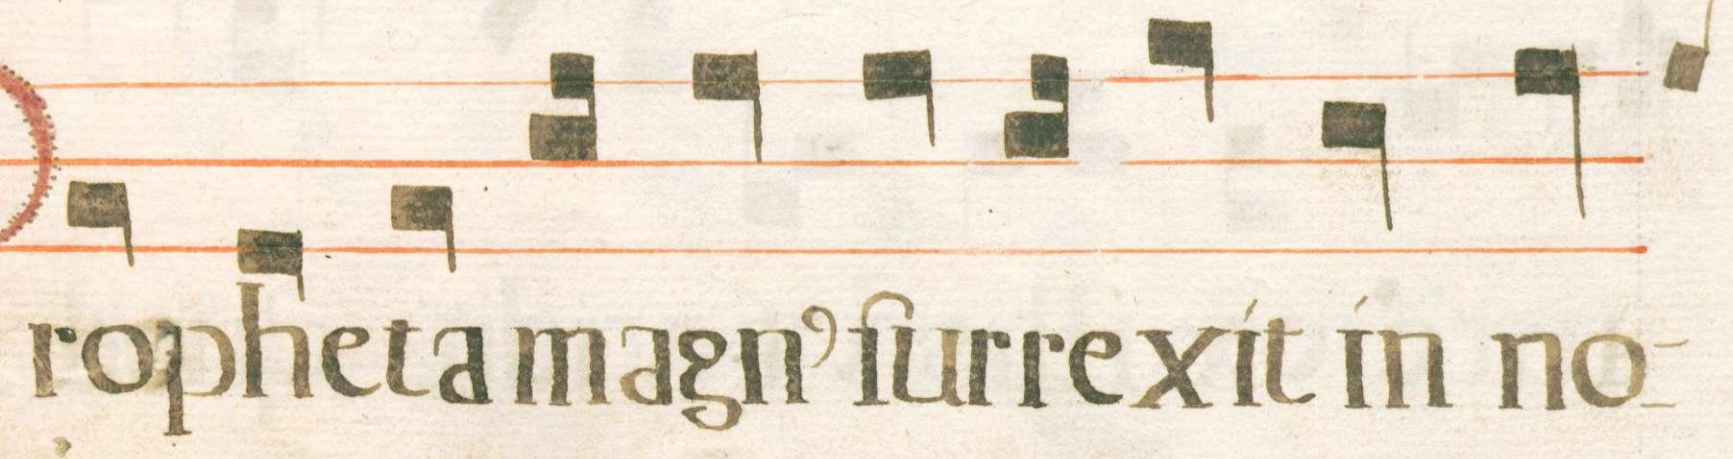 ropheta magnꝰ ſurrexit in no-